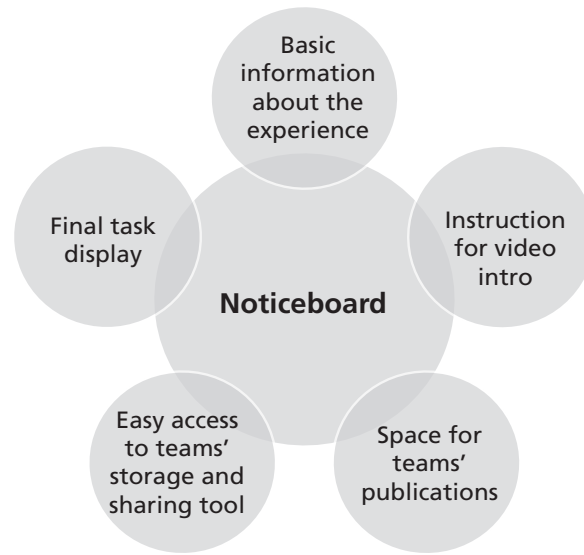 Basic
information
about the
experience
Final task
display
Instruction
for video
intro
Noticeboard
Easy access
to teams’
storage and
sharing tool
Space for
teams’
publications